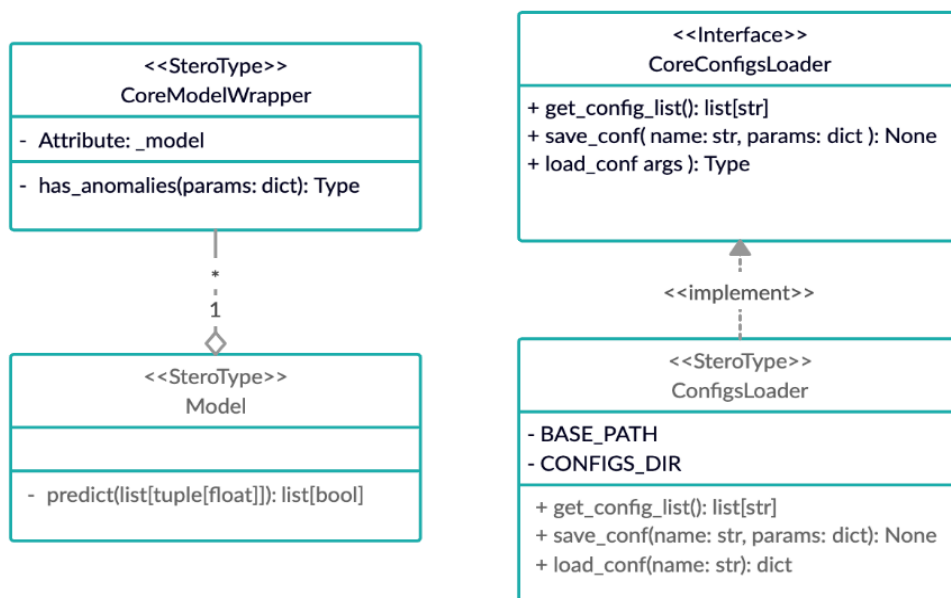 <<SteroType>>
CoreModelWrapper
- Attribute: _model
- has_anomalies(params: dict): Type
*
1
<<SteroType>>
Model
- predict(list[tuple[float]]): list[bool]
<<Interface>>
CoreConfigsLoader
+ get_config_list(): list[str]
+ save_conf( name: str, params: dict ): None
+ load_conf args ): Type
<<implement>>
<<SteroType>>
ConfigsLoader
- BASE_PATH
- CONFIGS_DIR
+ get_config_list(): list[str]
+ save_conf(name: str, params: dict): None
+ load_conf(name: str): dict